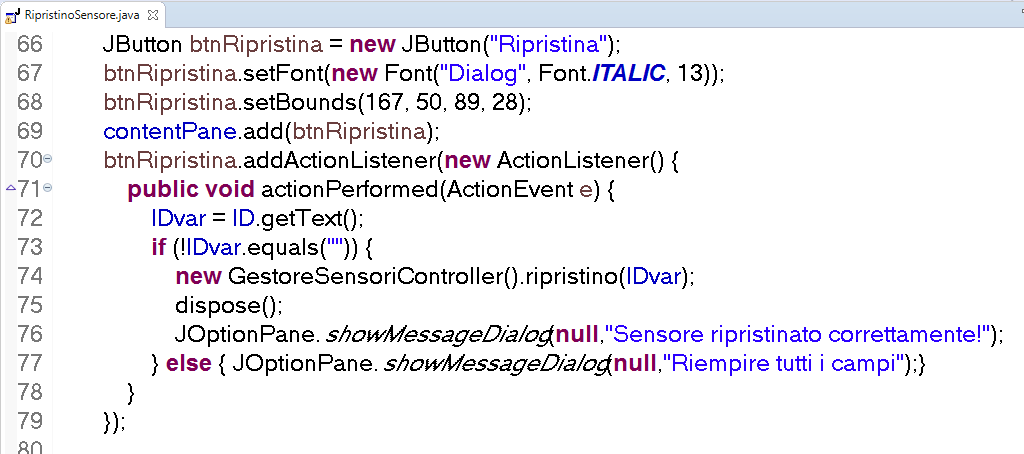 RipristinoSensore.java
66 JButton btnRipristina = new JButton("Ripristina");
67 btnRipristina.setFont(new Font("Dialog", Font.ITALIC, 13));
68 btnRipristina.setBounds(167, 50, 89, 28);
69 contentPane.add(btnRipristina);
70 btnRipristina.addActionListener(new ActionListener() {
71 public void actionPerformed(ActionEvent e) {
72 IDvar = ID.getText();
73 if (!IDvar.equals("")) {
74 new GestoreSensoriController().ripristino(IDvar);
75 dispose();
76 JOptionPane.showMessageDialog(null,"Sensore ripristinato correttamente!");
77 } else { JOptionPane.showMessageDialog(null,"Riempire tutti i campi");}
78 }
79 });
80